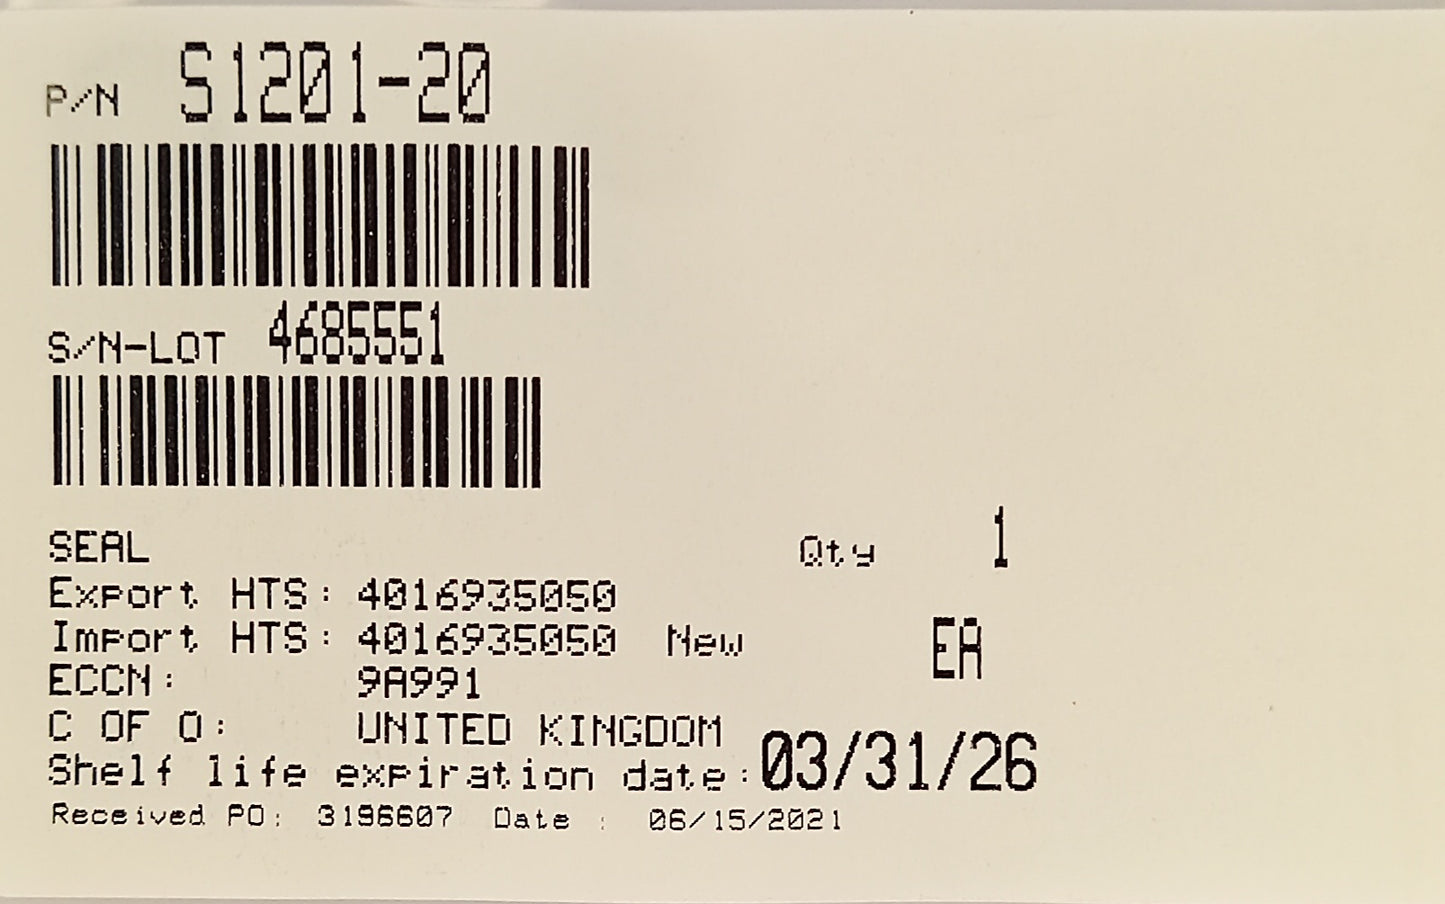 P/N S1201-20
S/N-LOT 4685551
SEAL Qty 1
Export HTS: 4016935050
Import HTS: 4016935050 New EA
ECCN: 9A991
C OF O: UNITED KINGDOM
Shelf life expiration date: 03/31/26
Received PO: 3196607 Date : 06/15/2021